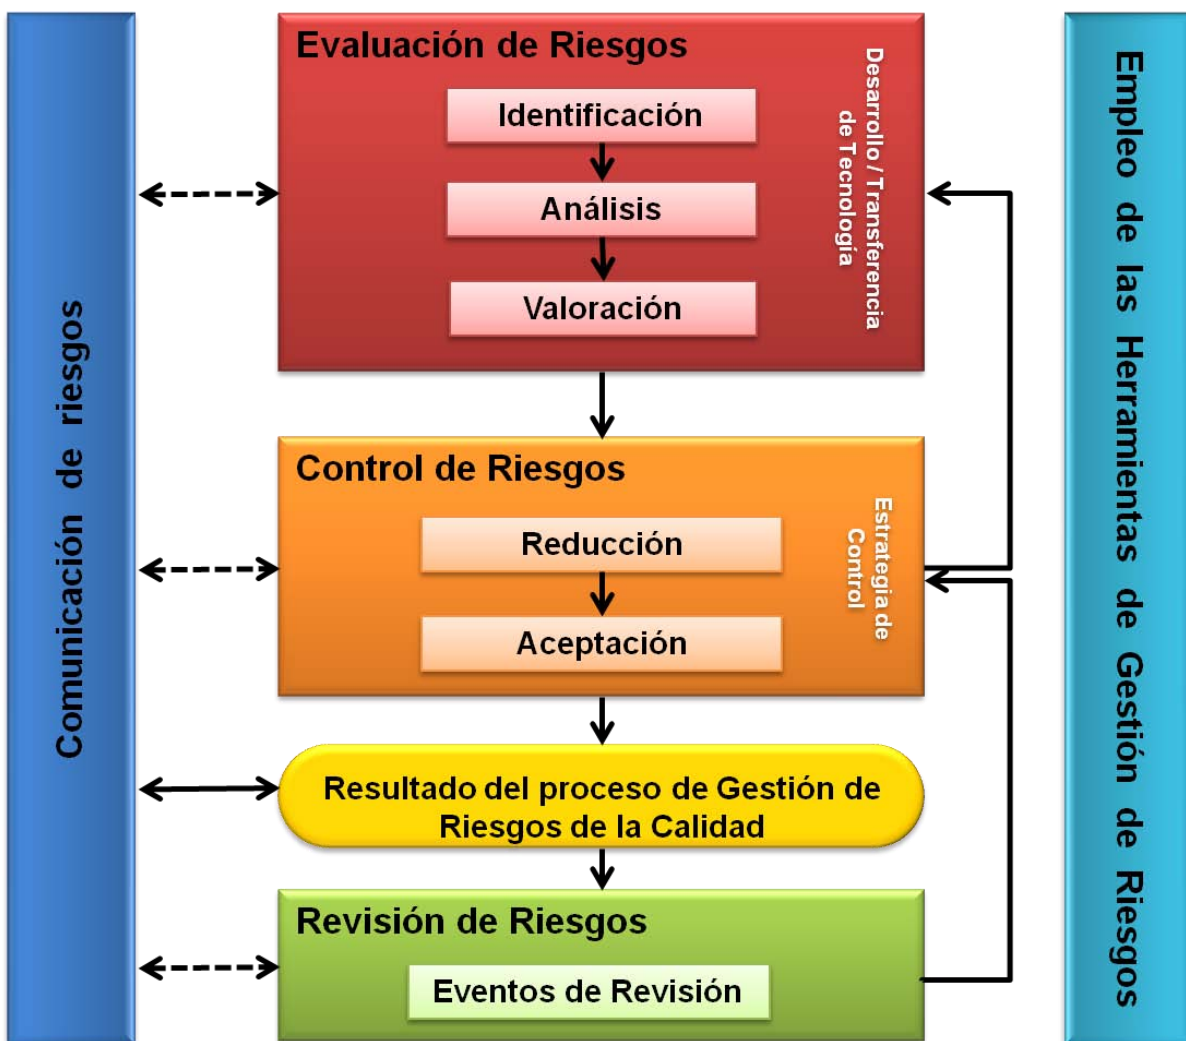 Comunicación de riesgos
Evaluación de Riesgos
Identificación
Análisis
Valoración
Desarrollo / Transferencia
de Tecnología
Control de Riesgos
Reducción
Aceptación
Estrategia de
Control
Resultado del proceso de Gestión de
Riesgos de la Calidad
Revisión de Riesgos
Eventos de Revisión
Empleo de las Herramientas de Gestión de Riesgos